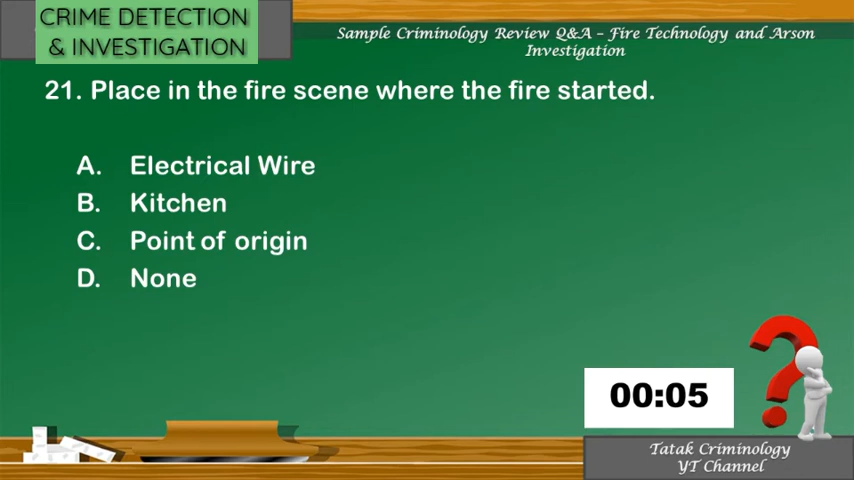 CRIME DETECTION
& INVESTIGATION
Sample Criminology Review Q&A – Fire Technology and Arson
Investigation
21. Place in the fire scene where the fire started.
A. Electrical Wire
B. Kitchen
C. Point of origin
D. None
00:05
Tatak Criminology
YT Channel